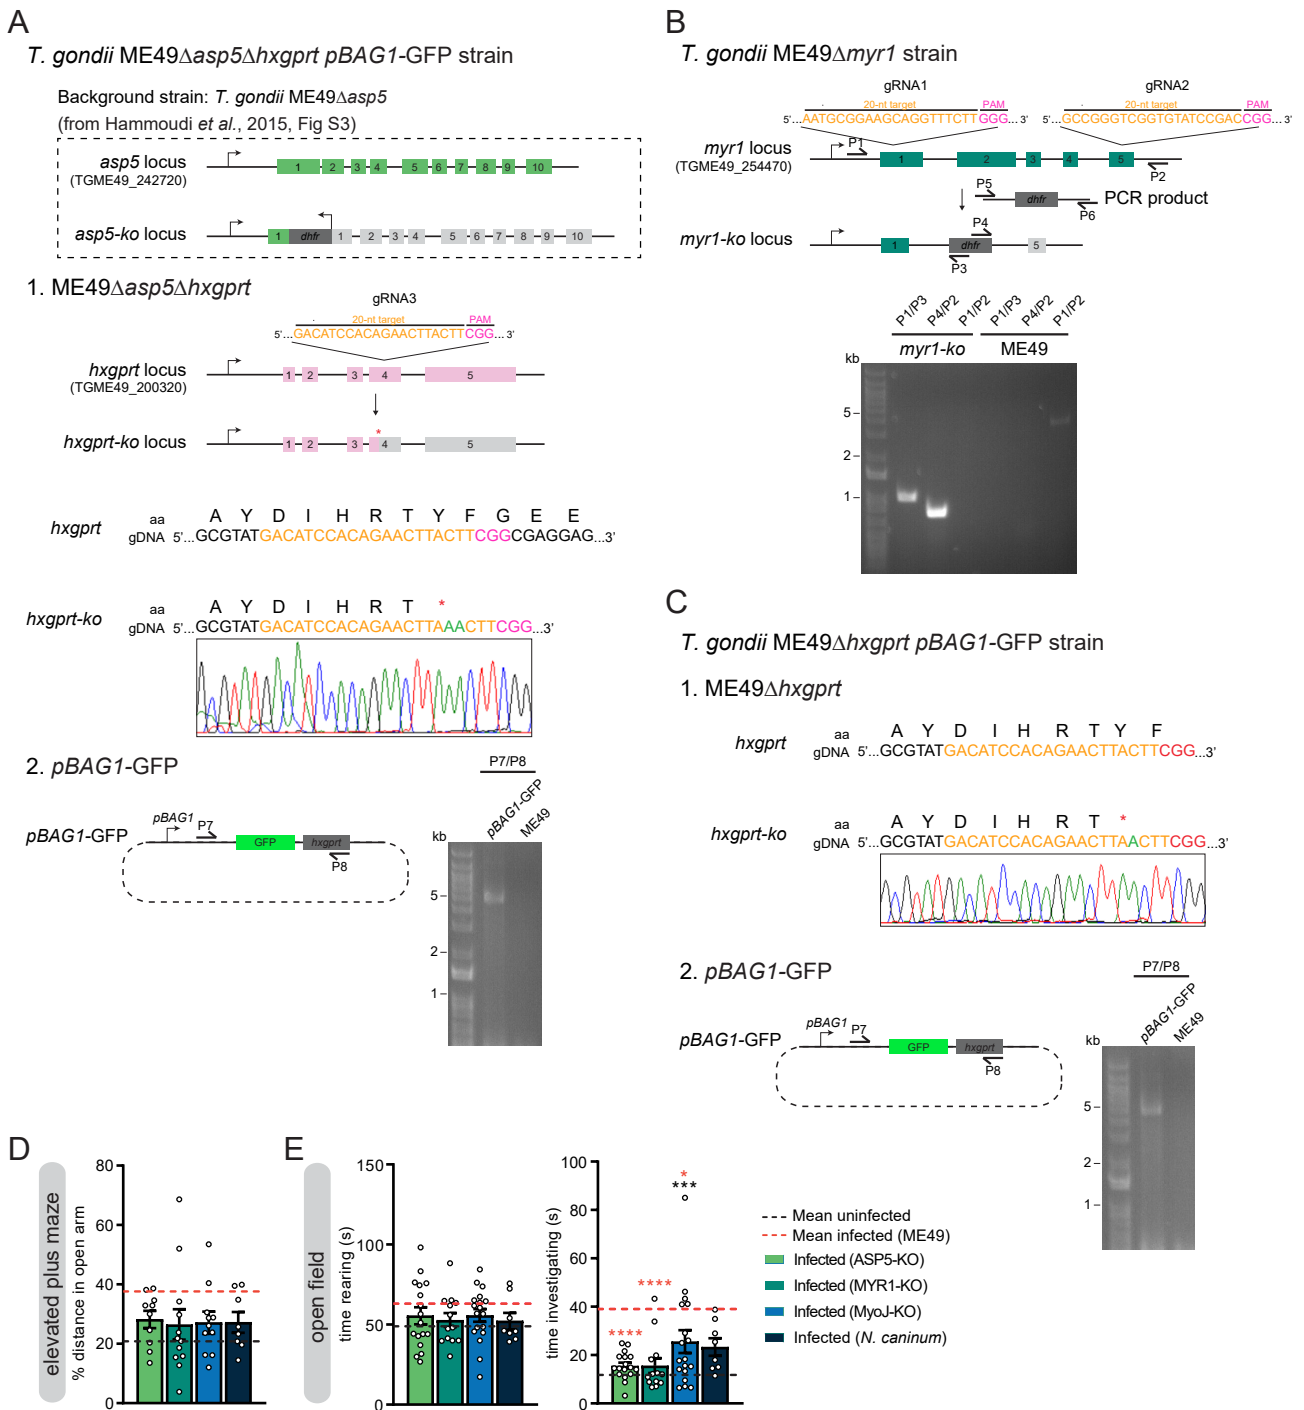 A
T. gondii ME49Δasp5Δhxgprt pBAG1-GFP strain
Background strain: T. gondii ME49Δasp5
(from Hammoudi et al., 2015, Fig S3)
asp5 locus
(TGME49_242720)
1 2 3 4 5 6 7 8 9 10
asp5-ko locus
1 dhfr 1 2 3 4 5 6 7 8 9 10
1. ME49Δasp5Δhxgprt
gRNA3
20-nt target PAM
5'...GACATCCACAGAACTTACTTCGG...3'
hxgprt locus
(TGME49_200320)
1 2 3 4 5
*
hxgprt-ko locus
1 2 3 4 5
hxgprt
aa A Y D I H R T Y F G E E
gDNA 5'...GCGTATGACATCCACAGAACTTACTTCGGCGAGGAG...3'
hxgprt-ko
aa A Y D I H R T *
gDNA 5'...GCGTATGACATCCACAGAACTTAAACTTCGG...3'
2. pBAG1-GFP
pBAG1-GFP
pBAG1
P7
GFP
hxgprt
P8
P7/P8
pBAG1-GFP
ME49
kb
5
2
1
B
T. gondii ME49Δmyr1 strain
gRNA1
20-nt target PAM
5'...AATGCGGAAGCAGGTTTCTTGGG...3'
gRNA2
20-nt target PAM
5'...GCCGGGTCGGTGTATCCGACCGG...3'
myr1 locus
(TGME49_254470)
P1
1 2 3 4 5
P2
P5
dhfr
PCR product
P6
P4
myr1-ko locus
1 dhfr 5
P3
P1/P3 P4/P2 P1/P2 P1/P3 P4/P2 P1/P2
myr1-ko ME49
kb
5
2
1
C
T. gondii ME49Δhxgprt pBAG1-GFP strain
1. ME49Δhxgprt
hxgprt
aa A Y D I H R T Y F
gDNA 5'...GCGTATGACATCCACAGAACTTACTTCGG...3'
hxgprt-ko
aa A Y D I H R T *
gDNA 5'...GCGTATGACATCCACAGAACTTAACTTCGG...3'
2. pBAG1-GFP
pBAG1-GFP
pBAG1
P7
GFP
hxgprt
P8
P7/P8
pBAG1-GFP
ME49
kb
5
2
1
D
elevated plus maze
% distance in open arm
80
60
40
20
0
E
open field
time rearing (s)
150
100
50
0
time investigating (s)
100
80
60
40
20
0
****
****
*
***
Mean uninfected
Mean infected (ME49)
Infected (ASP5-KO)
Infected (MYR1-KO)
Infected (MyoJ-KO)
Infected (N. caninum)